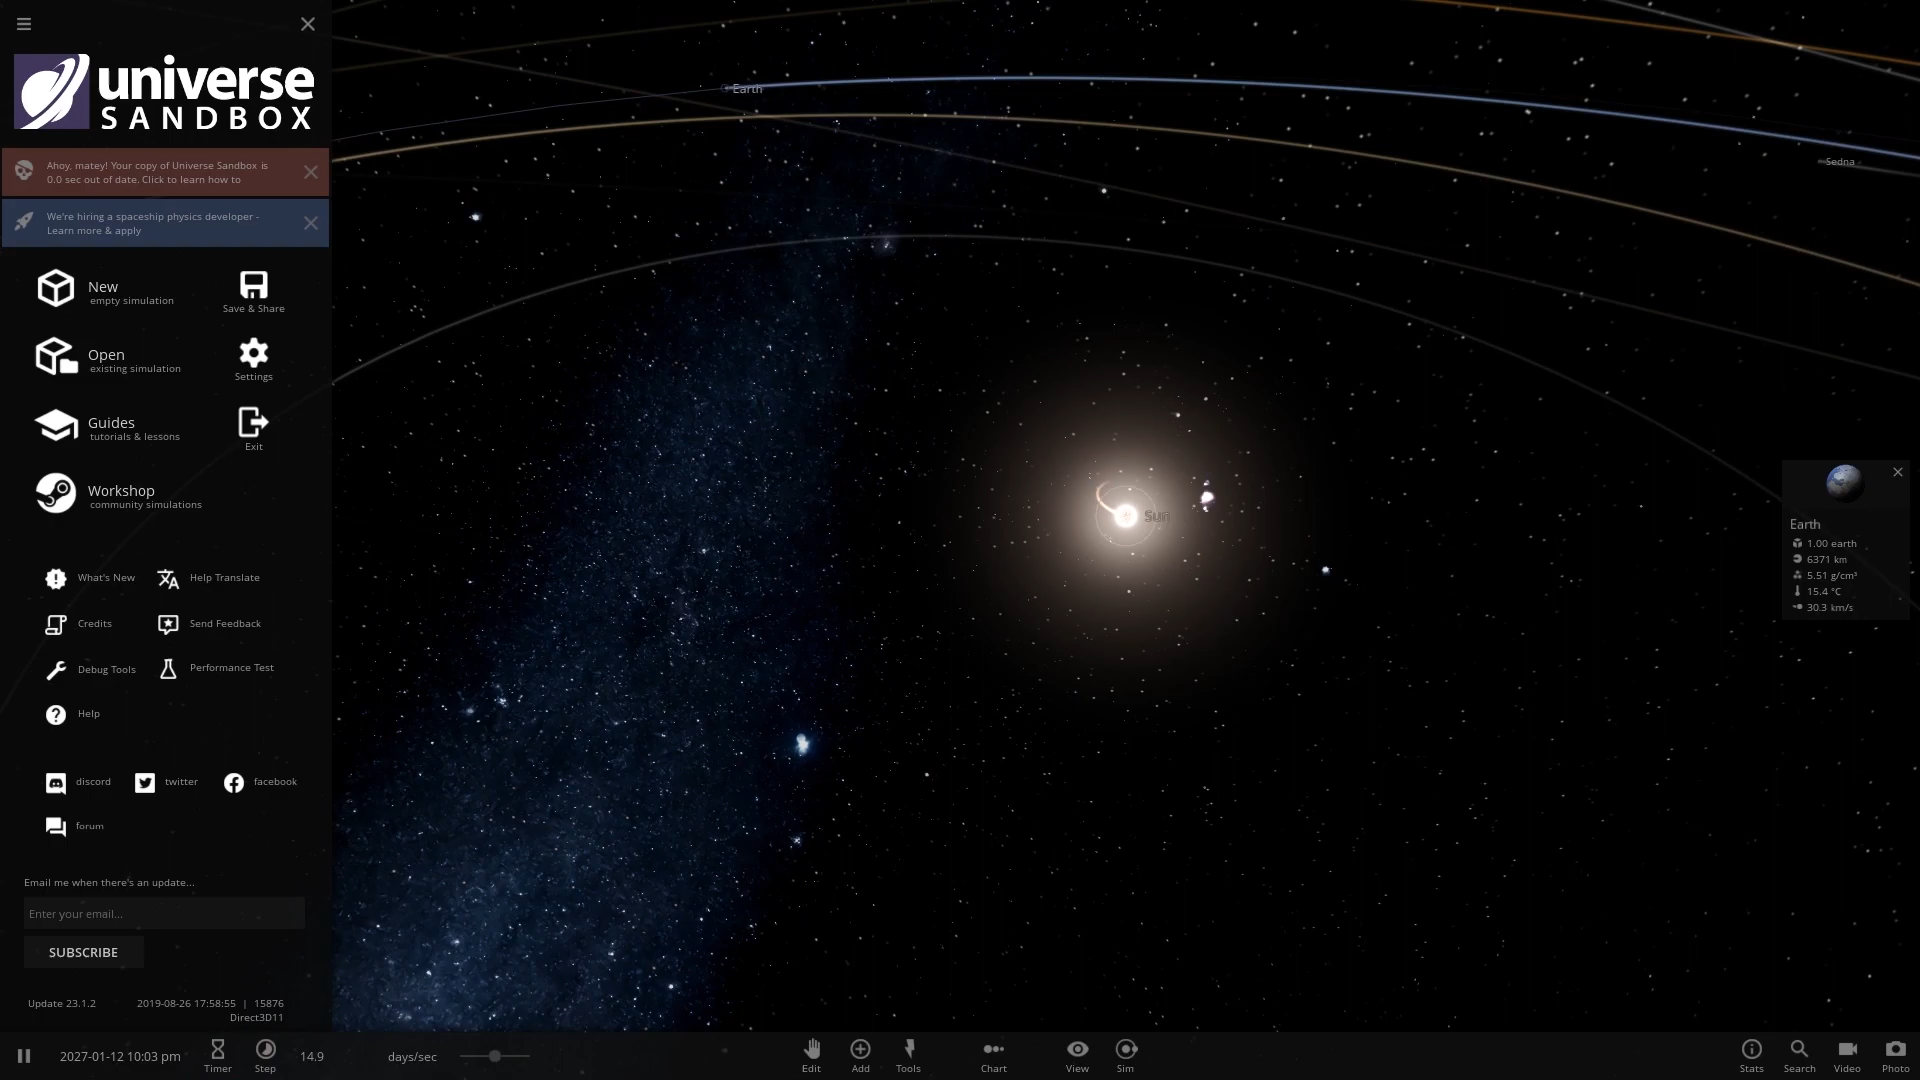 universe
SANDBOX
Ahoy, matey! Your copy of Universe Sandbox is
0.0 sec out of date. Click to learn how to
We're hiring a spaceship physics developer -
Learn more & apply
New
empty simulation
Save & Share
Open
existing simulation
Settings
Guides
tutorials & lessons
Exit
Workshop
community simulations
What's New
Help Translate
Credits
Send Feedback
Debug Tools
Performance Test
Help
discord
twitter
facebook
forum
Email me when there's an update...
Enter your email...
SUBSCRIBE
Update 23.1.2
2019-08-26 17:58:55 | 15876
Direct3D11
Earth
Sedna
Sun
Earth
1.00 earth
6371 km
5.51 g/cm³
15.4 °C
30.3 km/s
2027-01-12 10:03 pm
Timer
Step
14.9
days/sec
Edit
Add
Tools
Chart
View
Sim
Stats
Search
Video
Photo